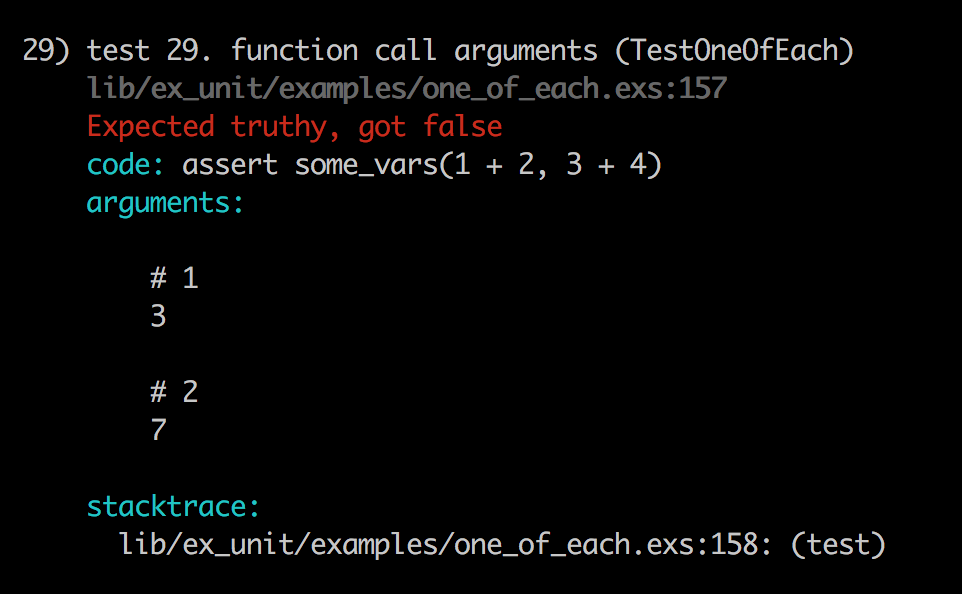 29) test 29. function call arguments (TestOneOfEach)
lib/ex_unit/examples/one_of_each.exs:157
Expected truthy, got false
code: assert some_vars(1 + 2, 3 + 4)
arguments:
# 1
3
# 2
7
stacktrace:
lib/ex_unit/examples/one_of_each.exs:158: (test)